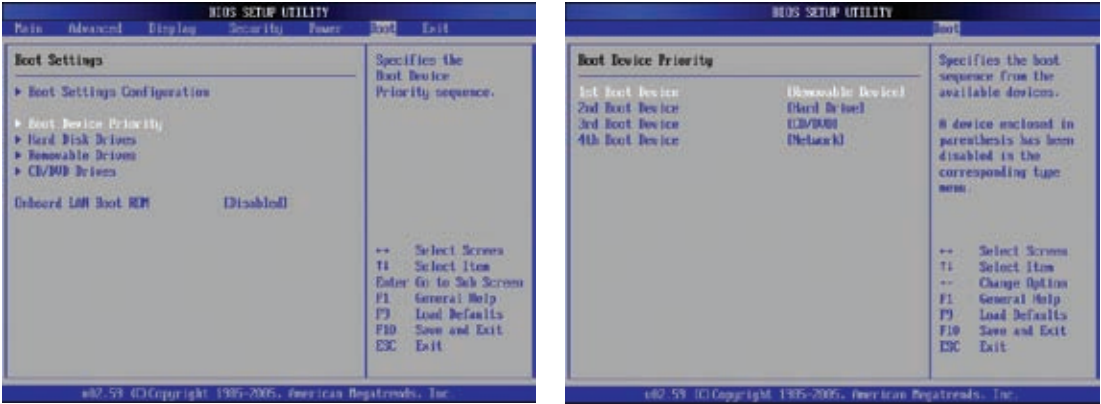 BIOS SETUP UTILITY
Main Advanced Display Security Power Boot Exit
Boot Settings
Boot Settings Configuration
Boot Device Priority
Hard Disk Drives
Removable Drives
CD/DVD Drives
Onboard LAN Boot ROM [Disabled]
Specifies the
Boot Device
Priority sequence.
↔ Select Screen
↑↓ Select Item
Enter Go to Sub Screen
F1 General Help
F9 Load Defaults
F10 Save and Exit
ESC Exit
v02.59 (C)Copyright 1985-2005, American Megatrends, Inc.
BIOS SETUP UTILITY
Boot
Boot Device Priority
1st Boot Device [Removable Device]
2nd Boot Device [Hard Drive]
3rd Boot Device [CD/DVD]
4th Boot Device [Network]
Specifies the boot
sequence from the
available devices.
A device enclosed in
parenthesis has been
disabled in the
corresponding type
menu.
↔ Select Screen
↑↓ Select Item
+- Change Option
F1 General Help
F9 Load Defaults
F10 Save and Exit
ESC Exit
v02.59 (C)Copyright 1985-2005, American Megatrends, Inc.